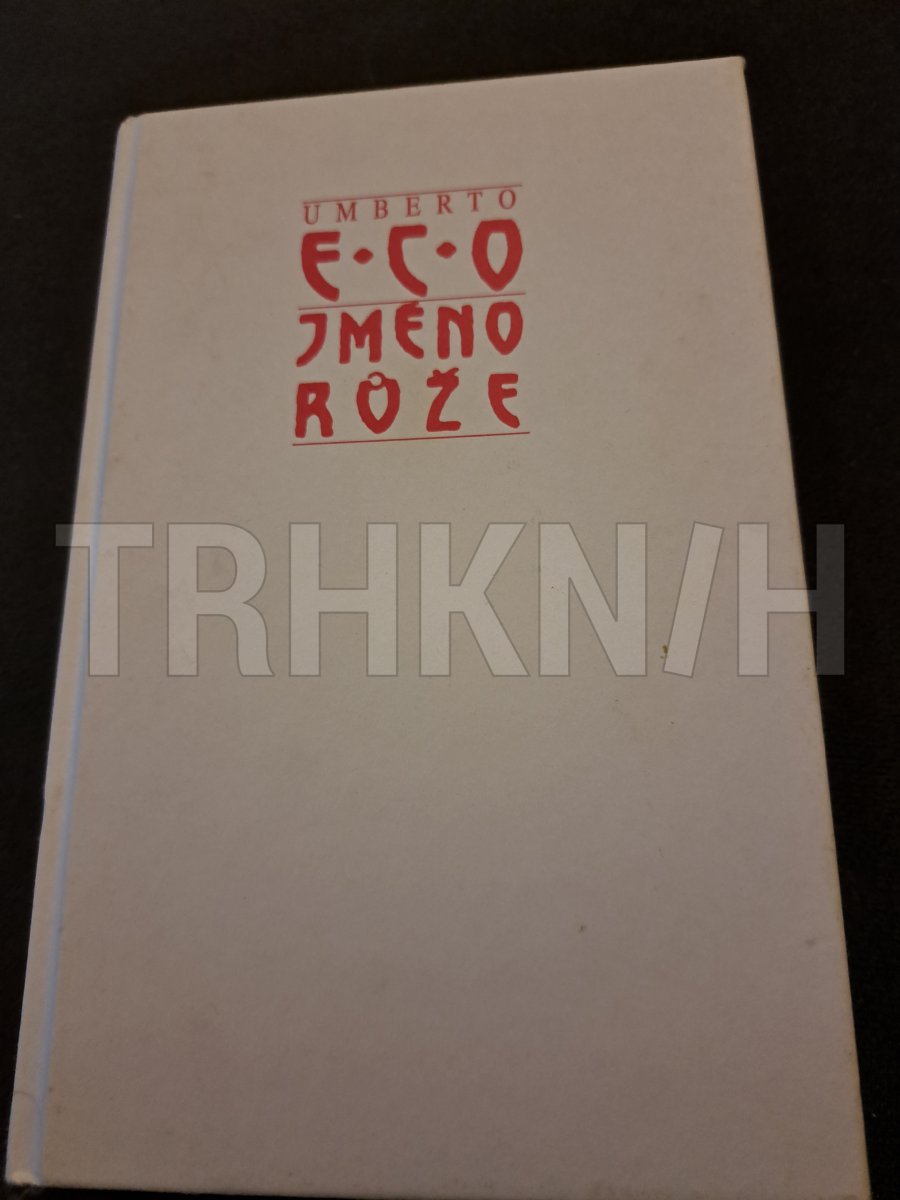 UMBERTO
E·C·O
JMÉNO
RŮŽE
TRHKNIH